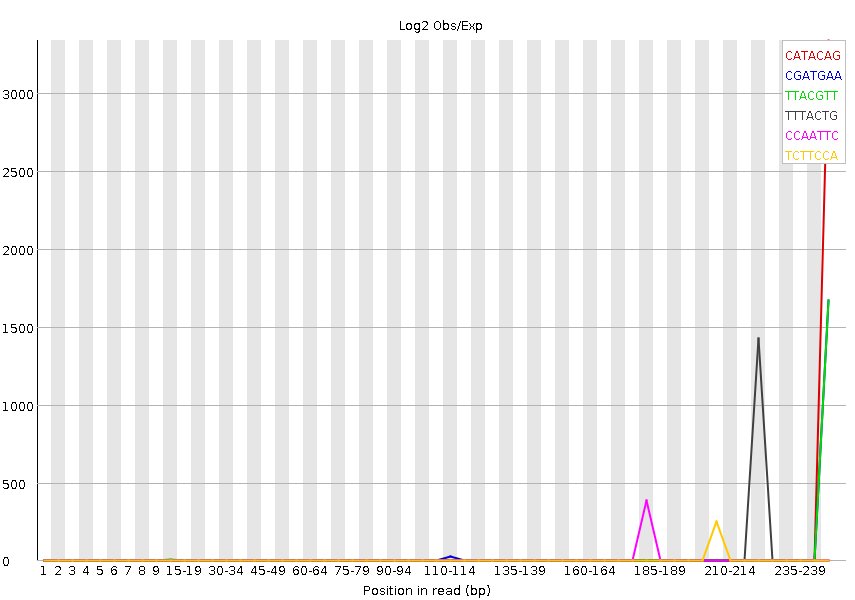 Log2 Obs/Exp
CATACAG
CGATGAA
TTACGTT
TTTACTG
CCAATTC
TCTTCCA
3000
2500
2000
1500
1000
500
0
1 2 3 4 5 6 7 8 9 15-19 30-34 45-49 60-64 75-79 90-94 110-114 135-139 160-164 185-189 210-214 235-239
Position in read (bp)